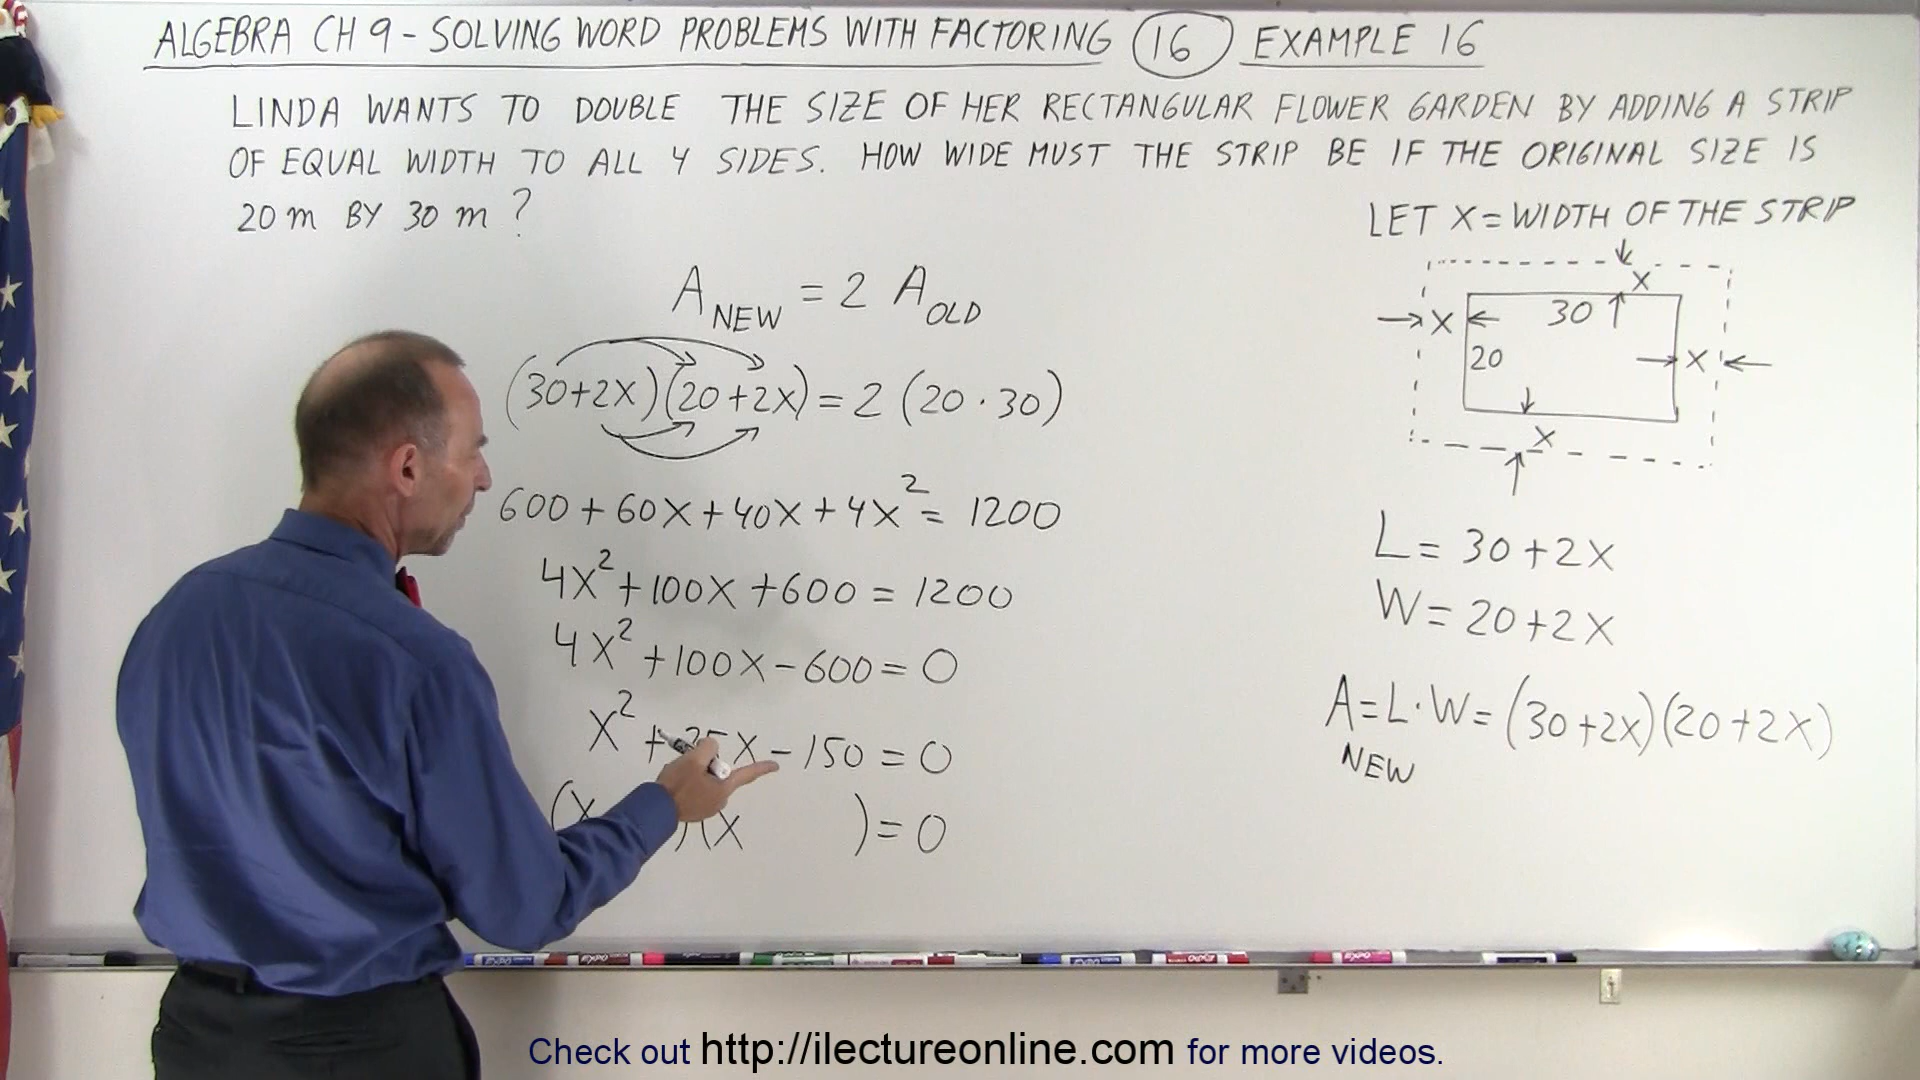 ALGEBRA CH 9 - SOLVING WORD PROBLEMS WITH FACTORING 16 EXAMPLE 16
LINDA WANTS TO DOUBLE THE SIZE OF HER RECTANGULAR FLOWER GARDEN BY ADDING A STRIP
OF EQUAL WIDTH TO ALL 4 SIDES. HOW WIDE MUST THE STRIP BE IF THE ORIGINAL SIZE IS
20 m BY 30 m ?
LET X = WIDTH OF THE STRIP
X
30
X
20
X
X
L = 30 + 2X
W = 20 + 2X
A NEW = L · W = (30 + 2X)(20 + 2X)
A NEW = 2 A OLD
(30 + 2X)(20 + 2X) = 2 (20 · 30)
600 + 60X + 40X + 4X² = 1200
4X² + 100X + 600 = 1200
4X² + 100X - 600 = 0
X² + 25X - 150 = 0
(X )(X ) = 0
EXPO
Check out http://ilectureonline.com for more videos.